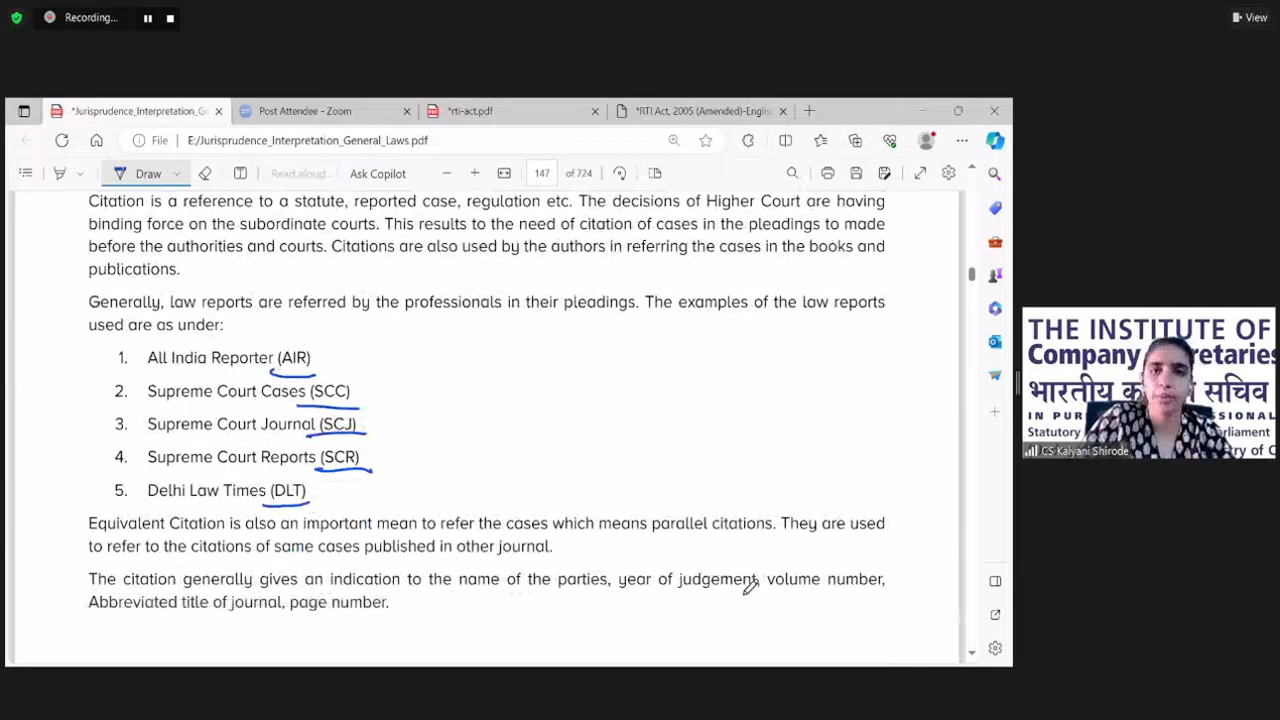 Recording...
View
*Jurisprudence_Interpretation_Ge
Post Attendee - Zoom
*rti-act.pdf
*RTI Act, 2005 (Amended)-Englis
File
E:/Jurisprudence_Interpretation_General_Laws.pdf
Draw
Read aloud
Ask Copilot
147
of 724
Citation is a reference to a statute, reported case, regulation etc. The decisions of Higher Court are having
binding force on the subordinate courts. This results to the need of citation of cases in the pleadings to made
before the authorities and courts. Citations are also used by the authors in referring the cases in the books and
publications.
Generally, law reports are referred by the professionals in their pleadings. The examples of the law reports
used are as under:
1. All India Reporter (AIR)
2. Supreme Court Cases (SCC)
3. Supreme Court Journal (SCJ)
4. Supreme Court Reports (SCR)
5. Delhi Law Times (DLT)
Equivalent Citation is also an important mean to refer the cases which means parallel citations. They are used
to refer to the citations of same cases published in other journal.
The citation generally gives an indication to the name of the parties, year of judgement, volume number,
Abbreviated title of journal, page number.
THE INSTITUTE OF
Company
retaries
भारतीय
सचिव
IN PUR
SSIONAL
Statutory
arliament
ry of C
CS Kalyani Shirode